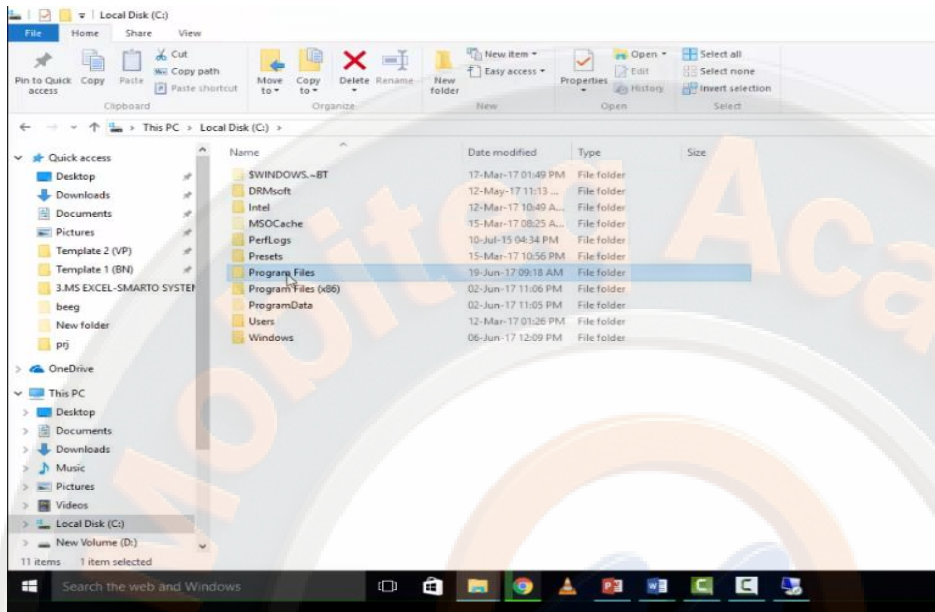 Local Disk (C:)
File Home Share View
Pin to Quick access
Copy
Paste
Cut
Copy path
Paste shortcut
Clipboard
Move to
Copy to
Delete
Rename
Organize
New folder
New item
Easy access
New
Properties
Open
Edit
History
Open
Select all
Select none
Invert selection
Select
This PC > Local Disk (C:) >
Quick access
Desktop
Downloads
Documents
Pictures
Template 2 (VP)
Template 1 (BN)
3.MS EXCEL-SMARTO SYSTEM
beeg
New folder
prj
OneDrive
This PC
Desktop
Documents
Downloads
Music
Pictures
Videos
Local Disk (C:)
New Volume (D:)
Name Date modified Type Size
$WINDOWS.~BT 17-Mar-17 01:49 PM File folder
DRMsoft 12-May-17 11:13 ... File folder
Intel 12-Mar-17 10:49 A... File folder
MSOCache 15-Mar-17 08:25 A... File folder
PerfLogs 10-Jul-15 04:34 PM File folder
Presets 15-Mar-17 10:56 PM File folder
Program Files 19-Jun-17 09:18 AM File folder
Program Files (x86) 02-Jun-17 11:06 PM File folder
ProgramData 02-Jun-17 11:05 PM File folder
Users 12-Mar-17 01:26 PM File folder
Windows 06-Jun-17 12:09 PM File folder
11 items 1 item selected
Search the web and Windows
Mobitec Aca